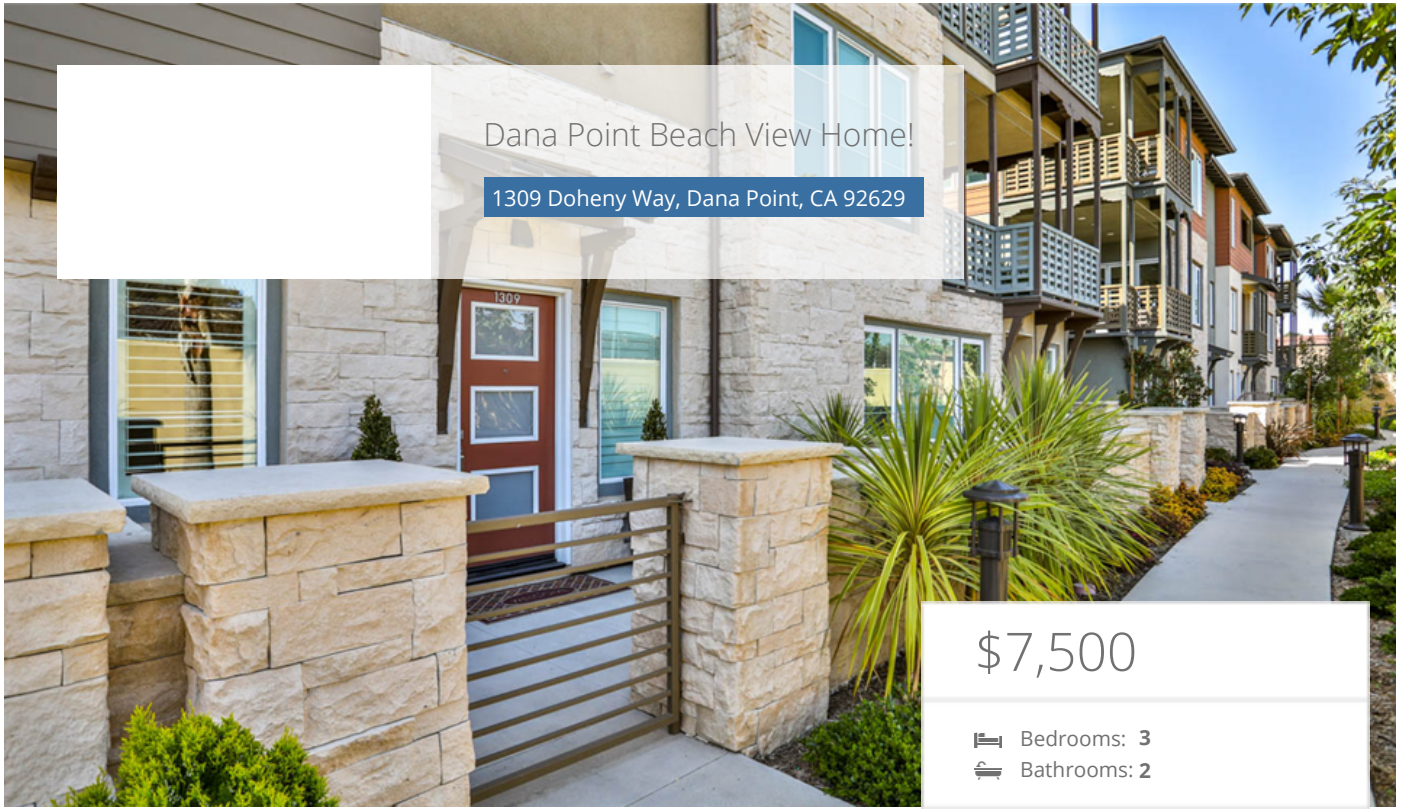 Dana Point Beach View Home!
1309 Doheny Way, Dana Point, CA 92629
1309
$7,500
Bedrooms: 3
Bathrooms: 2